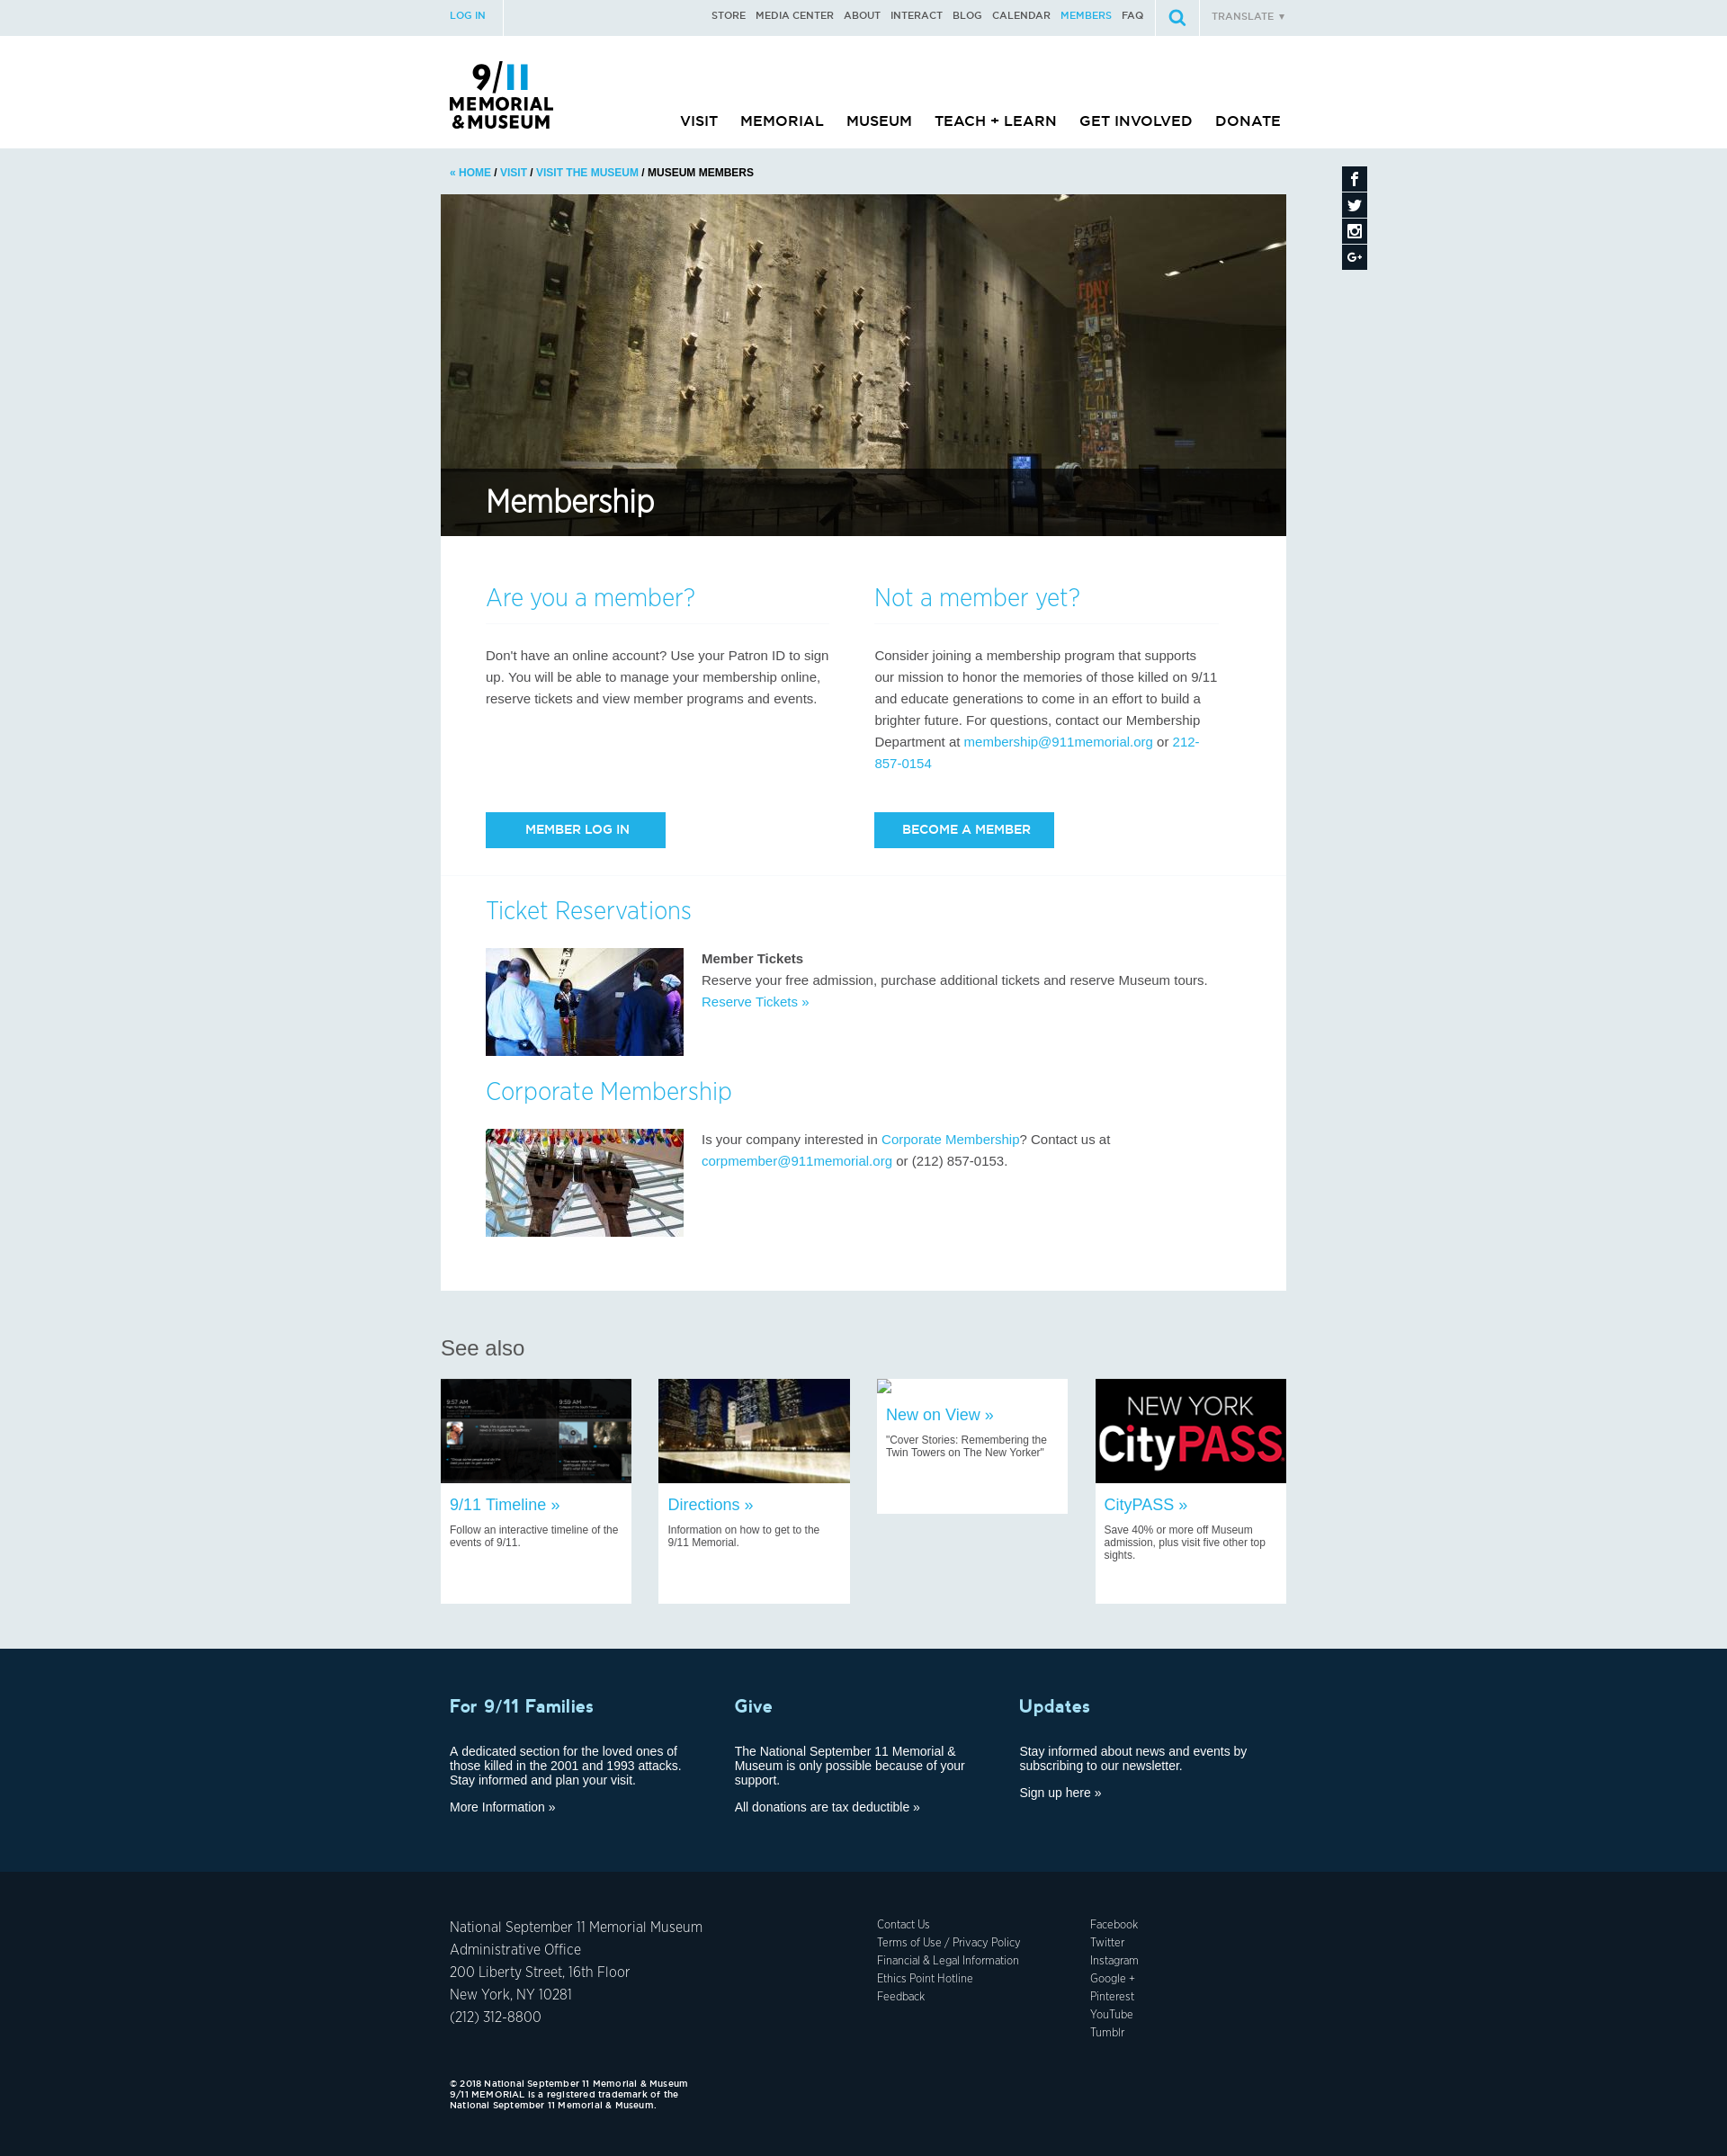 LOG IN
STORE MEDIA CENTER ABOUT INTERACT BLOG CALENDAR MEMBERS FAQ
TRANSLATE ▼
9/11
MEMORIAL
& MUSEUM
VISIT MEMORIAL MUSEUM TEACH + LEARN GET INVOLVED DONATE
« HOME / VISIT / VISIT THE MUSEUM / MUSEUM MEMBERS
FDNY
343
Membership
Are you a member?
Don't have an online account? Use your Patron ID to sign
up. You will be able to manage your membership online,
reserve tickets and view member programs and events.
MEMBER LOG IN
Not a member yet?
Consider joining a membership program that supports
our mission to honor the memories of those killed on 9/11
and educate generations to come in an effort to build a
brighter future. For questions, contact our Membership
Department at membership@911memorial.org or 212-
857-0154
BECOME A MEMBER
Ticket Reservations
Member Tickets
Reserve your free admission, purchase additional tickets and reserve Museum tours.
Reserve Tickets »
Corporate Membership
Is your company interested in Corporate Membership? Contact us at
corpmember@911memorial.org or (212) 857-0153.
See also
9:57 AM
9:59 AM
9/11 Timeline »
Follow an interactive timeline of the
events of 9/11.
Directions »
Information on how to get to the
9/11 Memorial.
New on View »
"Cover Stories: Remembering the
Twin Towers on The New Yorker"
NEW YORK
CityPASS
CityPASS »
Save 40% or more off Museum
admission, plus visit five other top
sights.
For 9/11 Families
A dedicated section for the loved ones of
those killed in the 2001 and 1993 attacks.
Stay informed and plan your visit.
More Information »
Give
The National September 11 Memorial &
Museum is only possible because of your
support.
All donations are tax deductible »
Updates
Stay informed about news and events by
subscribing to our newsletter.
Sign up here »
National September 11 Memorial Museum
Administrative Office
200 Liberty Street, 16th Floor
New York, NY 10281
(212) 312-8800
Contact Us
Terms of Use / Privacy Policy
Financial & Legal Information
Ethics Point Hotline
Feedback
Facebook
Twitter
Instagram
Google +
Pinterest
YouTube
Tumblr
© 2018 National September 11 Memorial & Museum
9/11 MEMORIAL is a registered trademark of the
National September 11 Memorial & Museum.